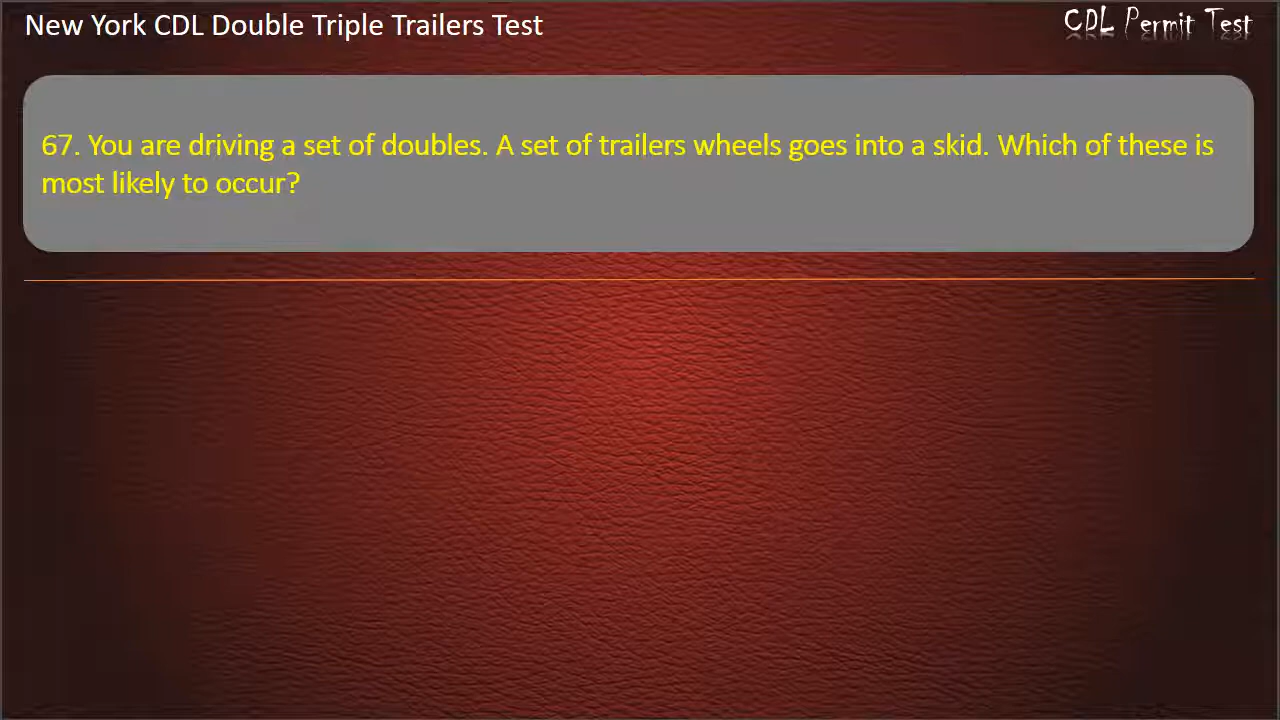 New York CDL Double Triple Trailers Test
CDL Permit Test
67. You are driving a set of doubles. A set of trailers wheels goes into a skid. Which of these is
most likely to occur?